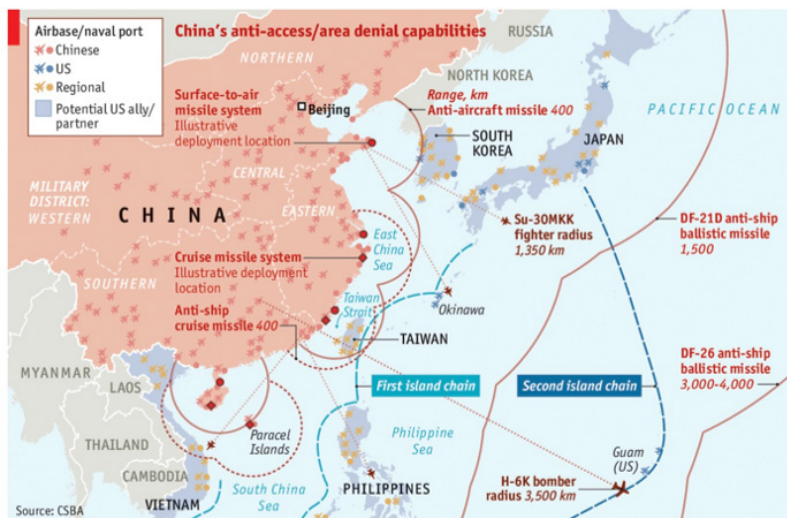 China's anti-access/area denial capabilities
Airbase/naval port
Chinese
US
Regional
Potential US ally/
partner
RUSSIA
NORTHERN
NORTH KOREA
Surface-to-air
missile system
Illustrative
deployment location
Beijing
Range, km
Anti-aircraft missile 400
SOUTH
KOREA
JAPAN
PACIFIC OCEAN
MILITARY
DISTRICT:
WESTERN
CENTRAL
EASTERN
CHINA
East
China
Sea
Su-30MKK
fighter radius
1,350 km
DF-21D anti-ship
ballistic missile
1,500
Cruise missile system
Illustrative deployment
location
SOUTHERN
Anti-ship
cruise missile 400
Taiwan
Strait
Okinawa
TAIWAN
MYANMAR
LAOS
First island chain
Second island chain
DF-26 anti-ship
ballistic missile
3,000-4,000
THAILAND
Paracel
Islands
Philippine
Sea
Guam
(US)
CAMBODIA
VIETNAM
South China
Sea
PHILIPPINES
H-6K bomber
radius 3,500 km
Source: CSBA